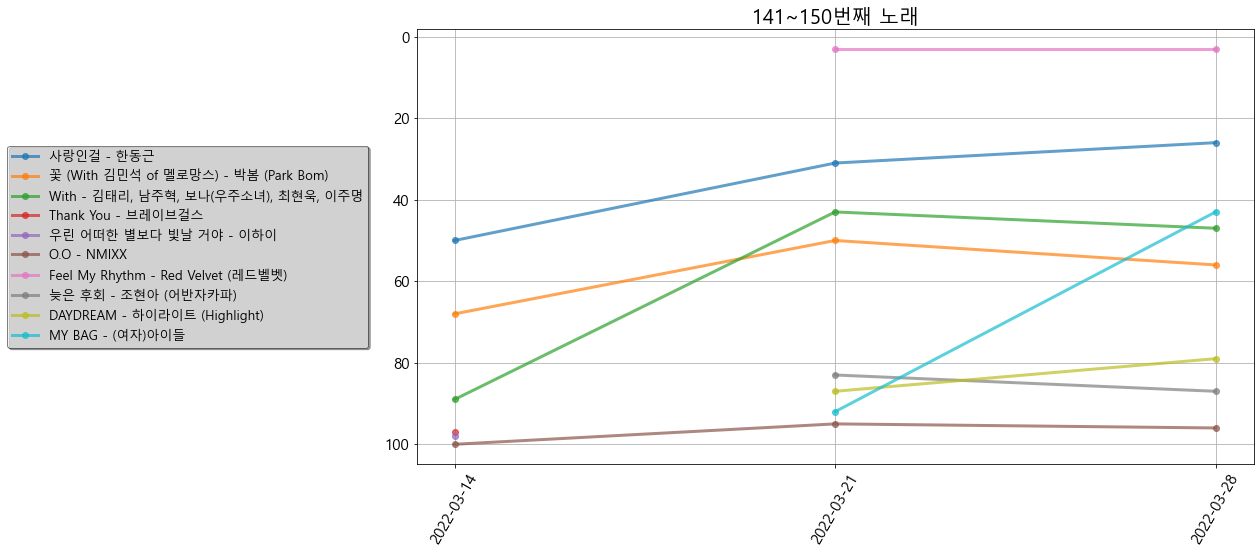 141~150번째 노래
사랑인걸 - 한동근
꽃 (With 김민석 of 멜로망스) - 박봄 (Park Bom)
With - 김태리, 남주혁, 보나(우주소녀), 최현욱, 이주명
Thank You - 브레이브걸스
우린 어떠한 별보다 빛날 거야 - 이하이
O.O - NMIXX
Feel My Rhythm - Red Velvet (레드벨벳)
늦은 후회 - 조현아 (어반자카파)
DAYDREAM - 하이라이트 (Highlight)
MY BAG - (여자)아이들
0
20
40
60
80
100
2022-03-14
2022-03-21
2022-03-28